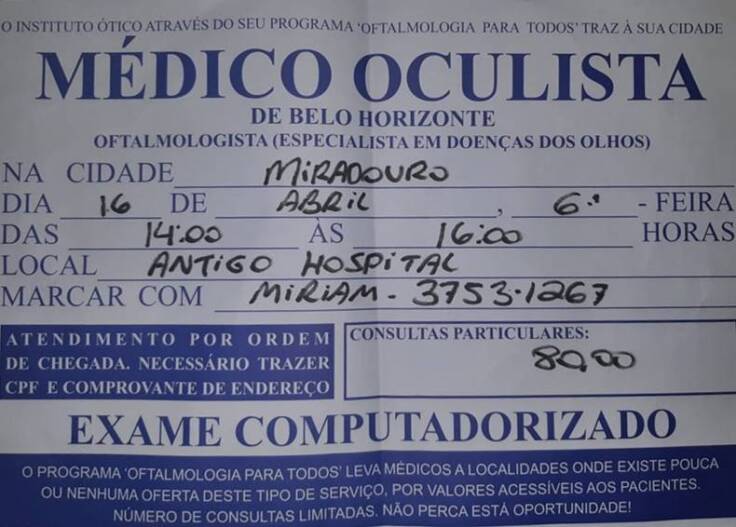 O INSTITUTO ÓTICO ATRAVÉS DO SEU PROGRAMA 'OFTALMOLOGIA PARA TODOS' TRAZ À SUA CIDADE
MÉDICO OCULISTA
DE BELO HORIZONTE
OFTALMOLOGISTA (ESPECIALISTA EM DOENÇAS DOS OLHOS)
NA CIDADE MIRADOURO
DIA 16 DE ABRIL, 6ª - FEIRA
DAS 14:00 ÀS 16:00 HORAS
LOCAL ANTIGO HOSPITAL
MARCAR COM MIRIAM - 3753-1267
ATENDIMENTO POR ORDEM
DE CHEGADA. NECESSÁRIO TRAZER
CPF E COMPROVANTE DE ENDEREÇO
CONSULTAS PARTICULARES:
80,00
EXAME COMPUTADORIZADO
O PROGRAMA 'OFTALMOLOGIA PARA TODOS' LEVA MÉDICOS A LOCALIDADES ONDE EXISTE POUCA
OU NENHUMA OFERTA DESTE TIPO DE SERVIÇO, POR VALORES ACESSÍVEIS AOS PACIENTES.
NÚMERO DE CONSULTAS LIMITADAS. NÃO PERCA ESTÁ OPORTUNIDADE!